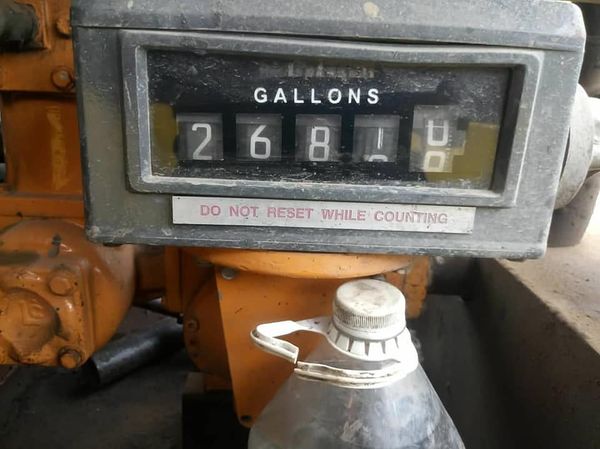 GALLONS
2 6 8
DO NOT RESET WHILE COUNTING